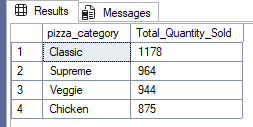 Results Messages
pizza_category Total_Quantity_Sold
1 Classic 1178
2 Supreme 964
3 Veggie 944
4 Chicken 875